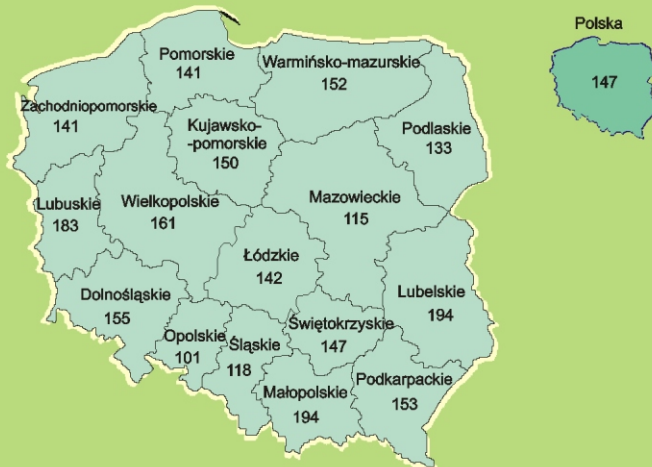 Polska
147
Pomorskie
141
Warmińsko-mazurskie
152
Zachodniopomorskie
141
Kujawsko-
-pomorskie
150
Podlaskie
133
Lubuskie
183
Wielkopolskie
161
Mazowieckie
115
Łódzkie
142
Dolnośląskie
155
Lubelskie
194
Opolskie
101
Śląskie
118
Świętokrzyskie
147
Małopolskie
194
Podkarpackie
153